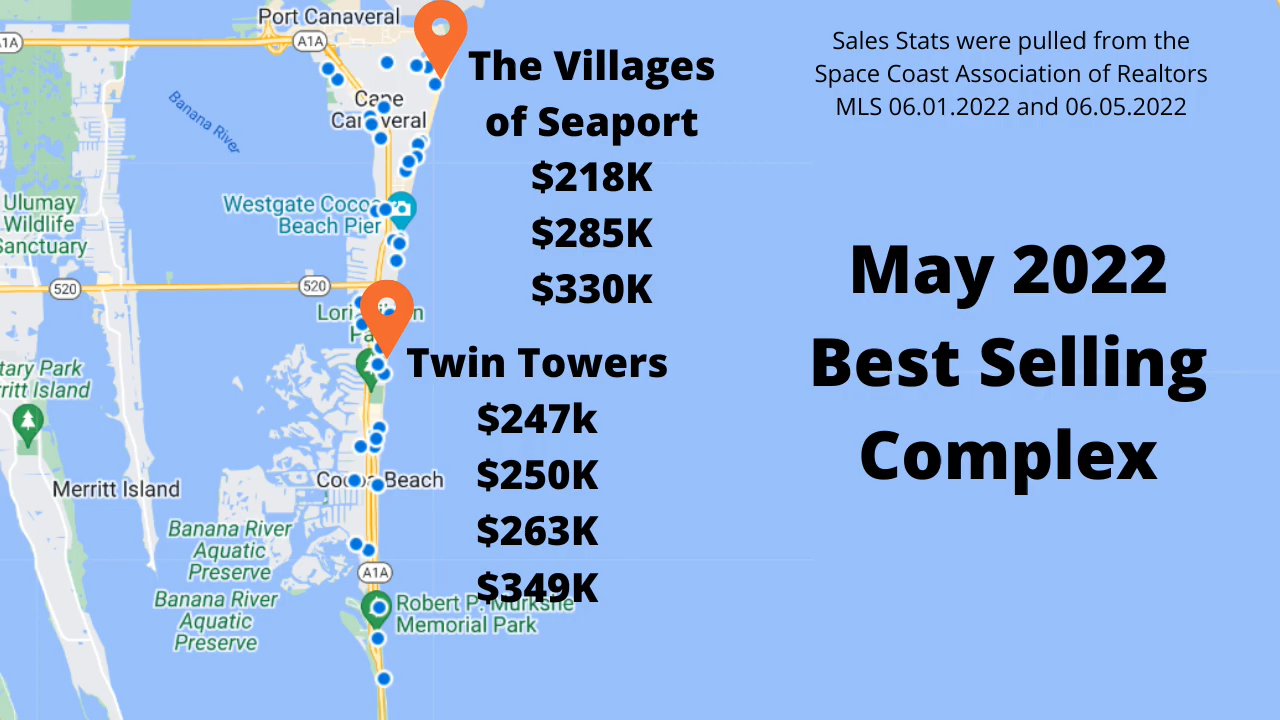 Port Canaveral
A1A
A1A
Banana River
Cape
Canaveral
Ulumay
Wildlife
Sanctuary
Westgate Cocoa
Beach Pier
520
520
Merritt Island
Cocoa Beach
Banana River
Aquatic
Preserve
Banana River
Aquatic
Preserve
A1A
Memorial Park
The Villages
of Seaport
$218K
$285K
$330K
Twin Towers
$247k
$250K
$263K
$349K
Sales Stats were pulled from the
Space Coast Association of Realtors
MLS 06.01.2022 and 06.05.2022
May 2022
Best Selling
Complex